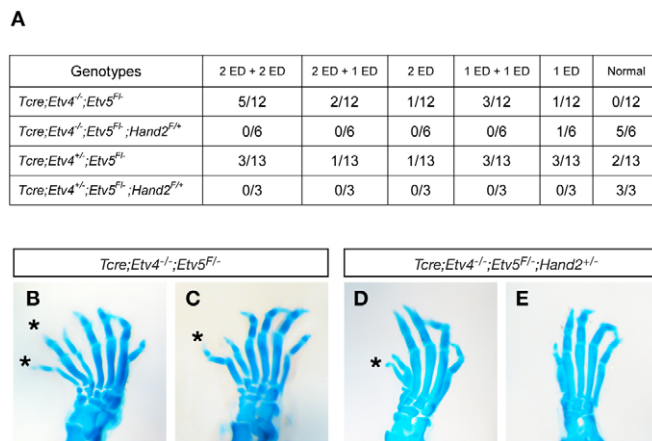 A
Genotypes 2 ED + 2 ED 2 ED + 1 ED 2 ED 1 ED + 1 ED 1 ED Normal
Tcre;Etv4-/-;Etv5Fl- 5/12 2/12 1/12 3/12 1/12 0/12
Tcre;Etv4-/-;Etv5Fl- ;Hand2F/+ 0/6 0/6 0/6 0/6 1/6 5/6
Tcre;Etv4+/-;Etv5Fl- 3/13 1/13 1/13 3/13 3/13 2/13
Tcre;Etv4+/-;Etv5Fl- ;Hand2F/+ 0/3 0/3 0/3 0/3 0/3 3/3
Tcre;Etv4-/-;Etv5F/- Tcre;Etv4-/-;Etv5F/-;Hand2+/-
B C D E
* * * *